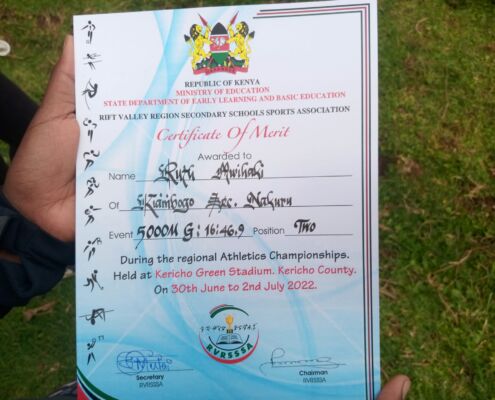 REPUBLIC OF KENYA
MINISTRY OF EDUCATION
STATE DEPARTMENT OF EARLY LEARNING AND BASIC EDUCATION
RIFT VALLEY REGION SECONDARY SCHOOLS SPORTS ASSOCIATION
Certificate Of Merit
Awarded to
Name Ruth Mwihaki
Of Kiambogo Sec. Nakuru
Event 5000M G: 16:46.9 Position Two
During the regional Athletics Championships.
Held at Kericho Green Stadium. Kericho County.
On 30th June to 2nd July 2022.
RVRSSSA
Secretary
RVRSSSA
Chairman
RVRSSSA